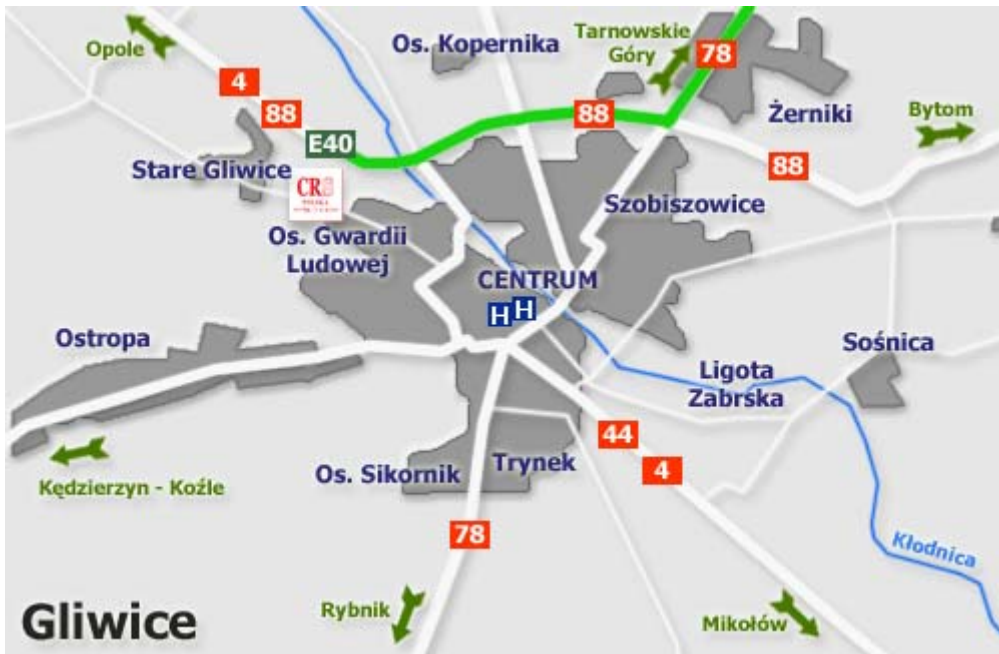 Opole
Os. Kopernika
Tarnowskie
Góry
78
4
88
88
Żerniki
Bytom
E40
88
Stare Gliwice
CR
POLSKA
Szobiszowice
Os. Gwardii
Ludowej
CENTRUM
H
H
Ostropa
Sośnica
Ligota
Zabrska
44
4
Os. Sikornik
Trynek
Kędzierzyn - Koźle
78
Kłodnica
Rybnik
Mikołów
Gliwice